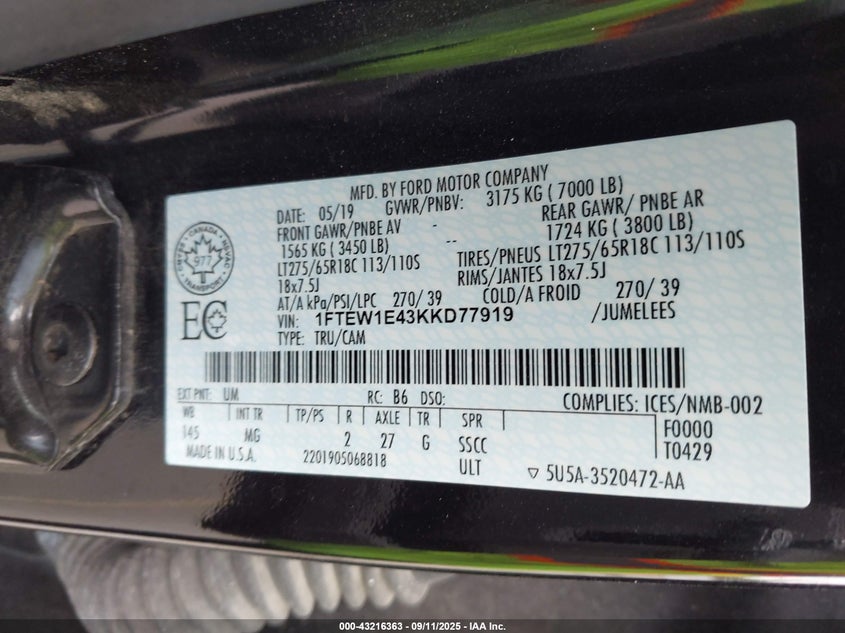 MFD. BY FORD MOTOR COMPANY
DATE: 05/19 GVWR/PNBV: 3175 KG ( 7000 LB)
FRONT GAWR/PNBE AV - REAR GAWR/ PNBE AR
1565 KG ( 3450 LB) -- 1724 KG ( 3800 LB)
LT275/65R18C 113/110S TIRES/PNEUS LT275/65R18C 113/110S
18x7.5J RIMS/JANTES 18x7.5J
AT/A kPa/PSI/LPC 270/ 39 COLD/A FROID 270/ 39
VIN: 1FTEW1E43KKD77919 /JUMELEES
TYPE: TRU/CAM
CANADA
977
TRANSPORT
EC
EXT PNT: UM RC: B6 DSO: COMPLIES: ICES/NMB-002
WB INT TR TP/PS R AXLE TR SPR F0000
145 MG 2 27 G SSCC T0429
MADE IN U.S.A. 2201905068818 ULT ▽ 5U5A-3520472-AA
000-43216363 - 09/11/2025 - IAA Inc.